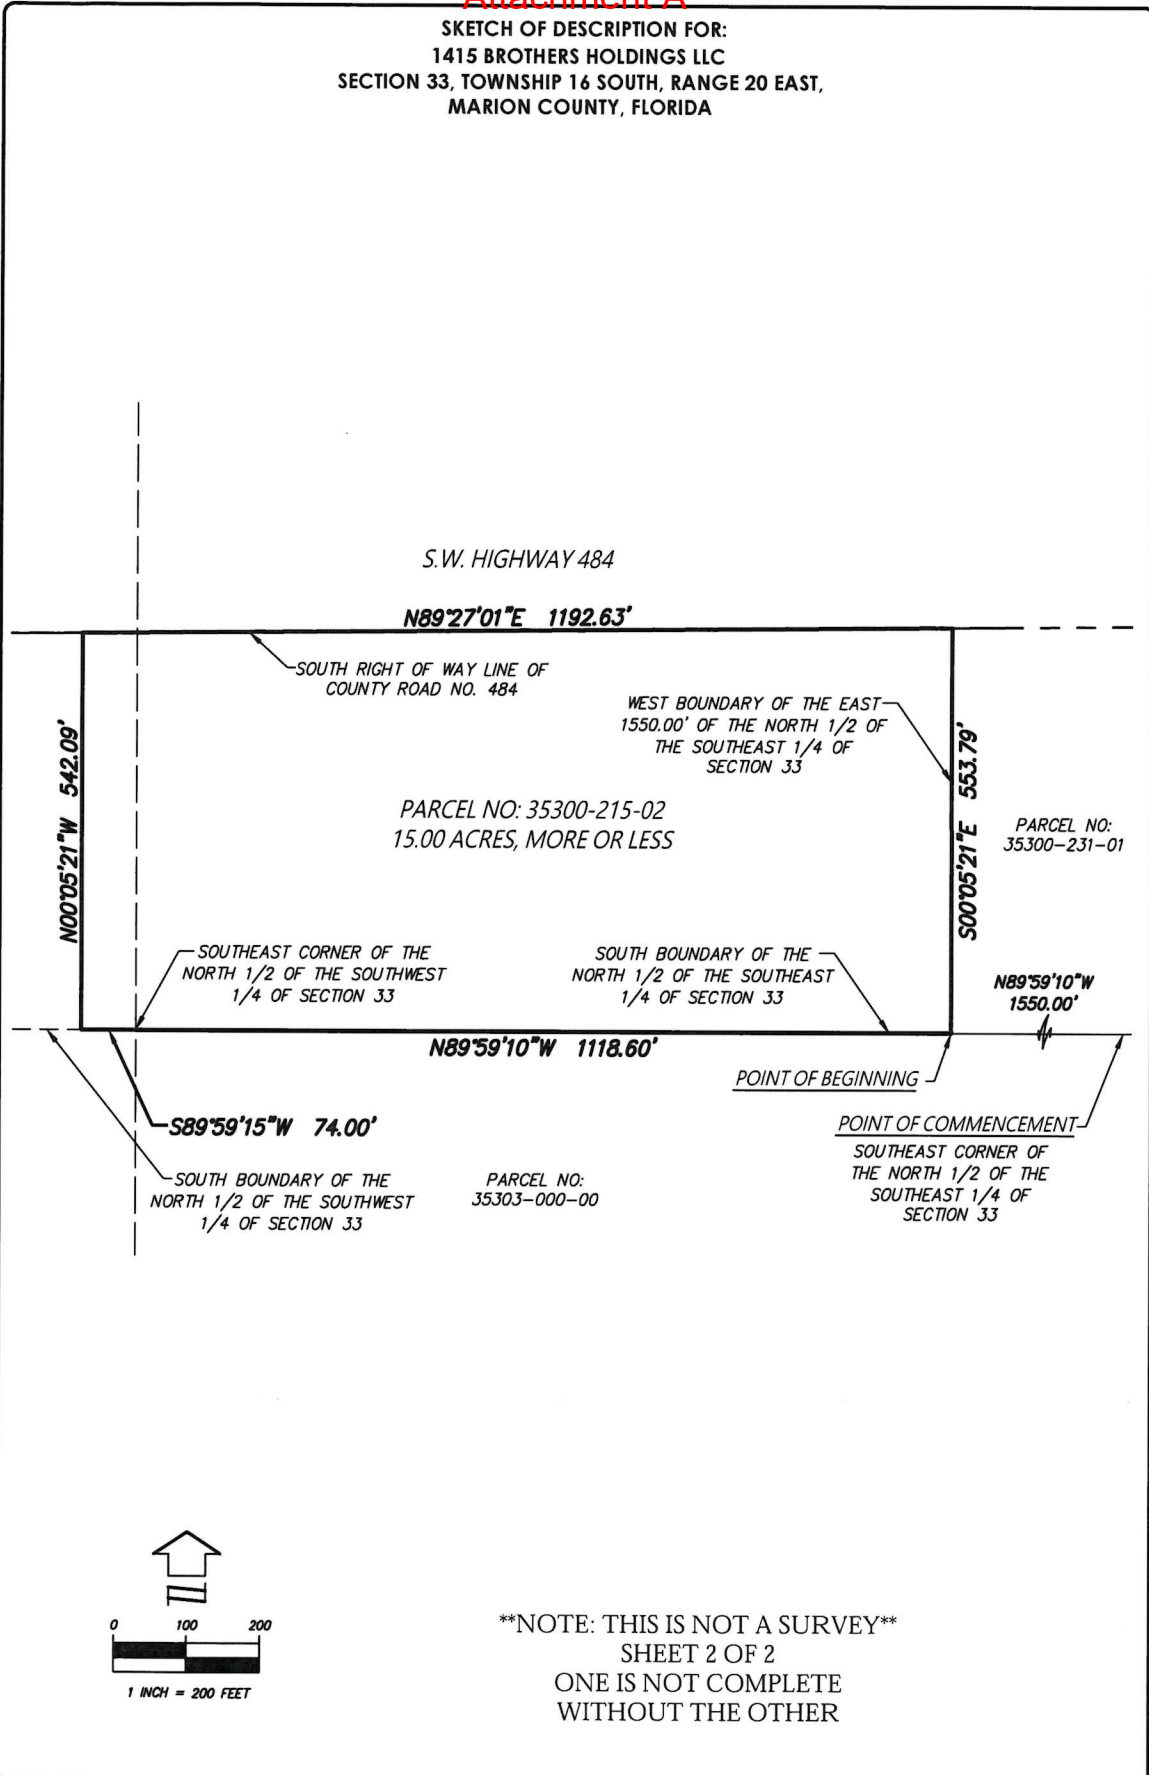 Attachment A
SKETCH OF DESCRIPTION FOR:
1415 BROTHERS HOLDINGS LLC
SECTION 33, TOWNSHIP 16 SOUTH, RANGE 20 EAST,
MARION COUNTY, FLORIDA
S.W. HIGHWAY 484
N89°27'01"E 1192.63'
SOUTH RIGHT OF WAY LINE OF
COUNTY ROAD NO. 484
WEST BOUNDARY OF THE EAST
1550.00' OF THE NORTH 1/2 OF
THE SOUTHEAST 1/4 OF
SECTION 33
N00°05'21"W 542.09'
S00°05'21"E 553.79'
PARCEL NO: 35300-215-02
15.00 ACRES, MORE OR LESS
PARCEL NO:
35300-231-01
SOUTHEAST CORNER OF THE
NORTH 1/2 OF THE SOUTHWEST
1/4 OF SECTION 33
SOUTH BOUNDARY OF THE
NORTH 1/2 OF THE SOUTHEAST
1/4 OF SECTION 33
N89°59'10"W
1550.00'
N89°59'10"W 1118.60'
POINT OF BEGINNING
S89°59'15"W 74.00'
POINT OF COMMENCEMENT
SOUTHEAST CORNER OF
THE NORTH 1/2 OF THE
SOUTHEAST 1/4 OF
SECTION 33
SOUTH BOUNDARY OF THE
NORTH 1/2 OF THE SOUTHWEST
1/4 OF SECTION 33
PARCEL NO:
35303-000-00
N
0 100 200
1 INCH = 200 FEET
**NOTE: THIS IS NOT A SURVEY**
SHEET 2 OF 2
ONE IS NOT COMPLETE
WITHOUT THE OTHER